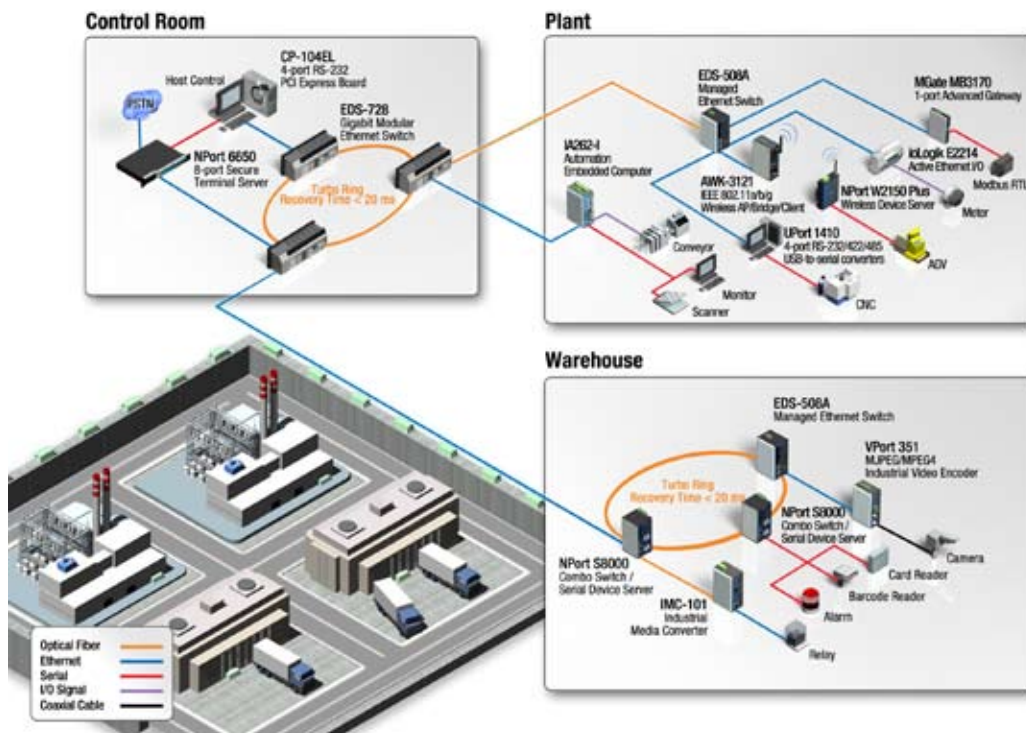 Control Room
CP-104EL
4-port RS-232
PCI Express Board
Host Control
PSTN
EDS-728
Gigabit Modular
Ethernet Switch
NPort 6650
8-port Secure
Terminal Server
Turbo Ring
Recovery Time < 20 ms
Plant
EDS-508A
Managed
Ethernet Switch
MGate MB3170
1-port Advanced Gateway
IA262-I
Automation
Embedded Computer
AWK-3121
IEEE 802.11a/b/g
Wireless AP/Bridge/Client
ioLogik E2214
Active Ethernet I/O
Modbus RTU
NPort W2150 Plus
Wireless Device Server
Meter
UPort 1410
4-port RS-232/422/485
USB-to-serial converters
Conveyor
AGV
Monitor
Scanner
CNC
Warehouse
EDS-508A
Managed Ethernet Switch
VPort 351
MJPEG/MPEG4
Industrial Video Encoder
Turbo Ring
Recovery Time < 20 ms
NPort S8000
Combo Switch /
Serial Device Server
NPort S8000
Combo Switch /
Serial Device Server
Camera
Card Reader
Barcode Reader
IMC-101
Industrial
Media Converter
Alarm
Relay
Optical Fiber
Ethernet
Serial
I/O Signal
Coaxial Cable